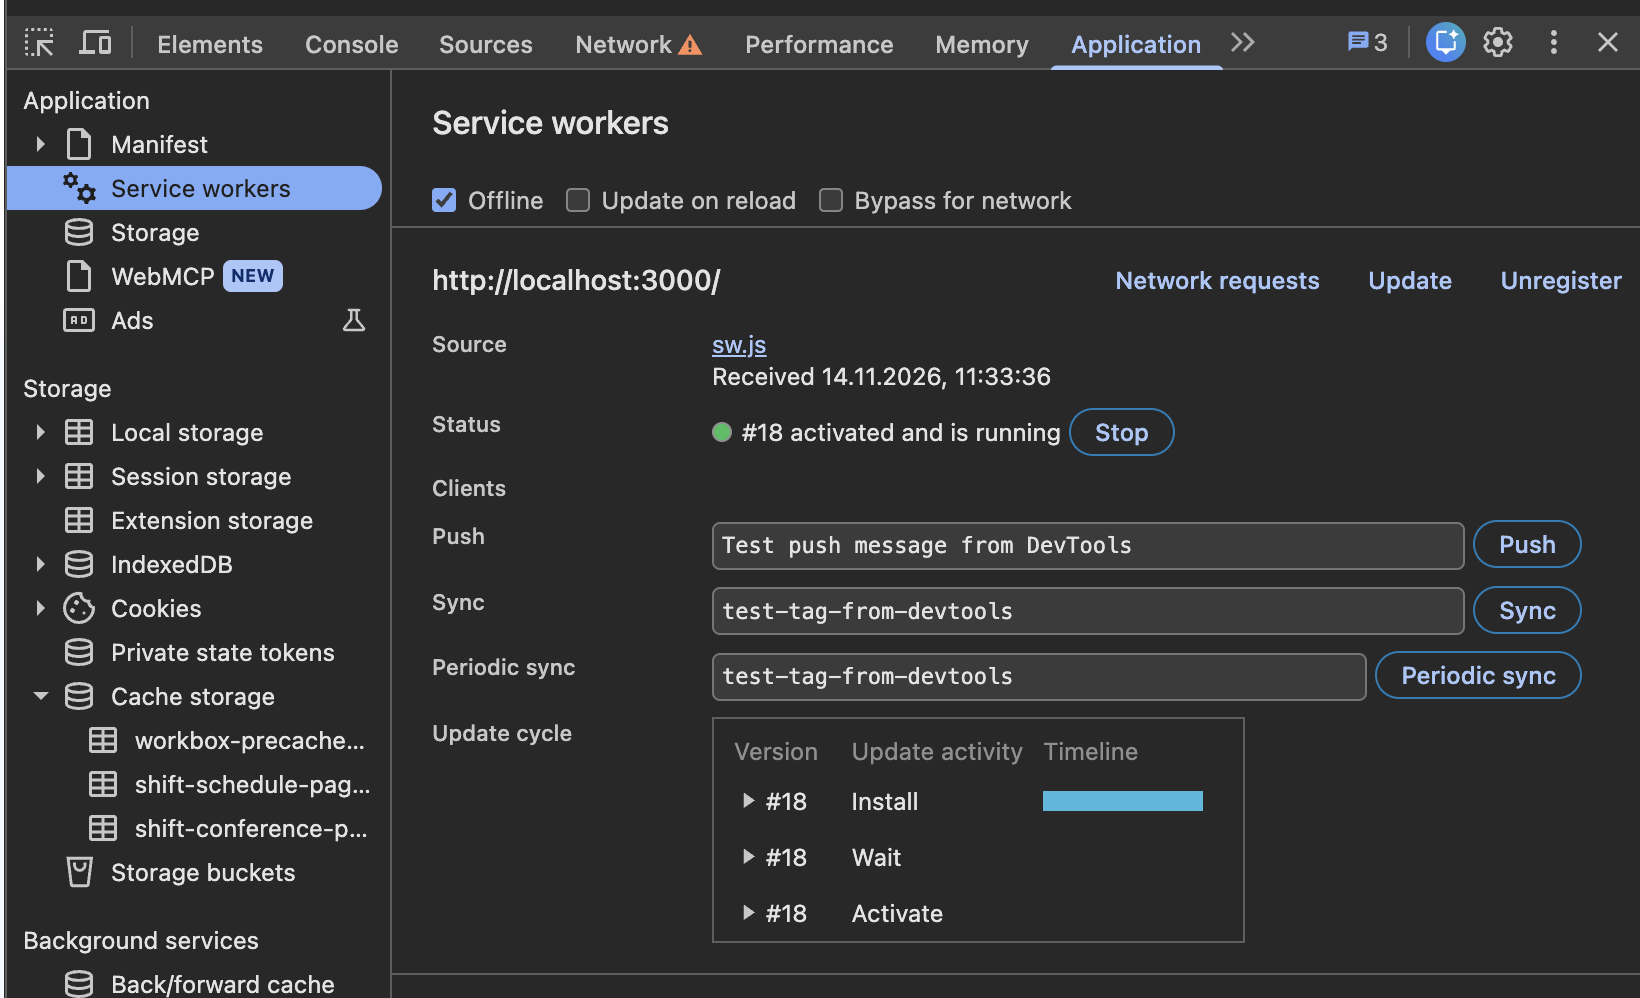 Elements Console Sources Network Performance Memory Application 3
Application
Manifest
Service workers
Storage
WebMCP NEW
AD Ads
Storage
Local storage
Session storage
Extension storage
IndexedDB
Cookies
Private state tokens
Cache storage
workbox-precache...
shift-schedule-pag...
shift-conference-p...
Storage buckets
Background services
Back/forward cache
Service workers
Offline Update on reload Bypass for network
http://localhost:3000/ Network requests Update Unregister
Source sw.js
Received 14.11.2026, 11:33:36
Status #18 activated and is running Stop
Clients
Push Test push message from DevTools Push
Sync test-tag-from-devtools Sync
Periodic sync test-tag-from-devtools Periodic sync
Update cycle
Version Update activity Timeline
#18 Install
#18 Wait
#18 Activate